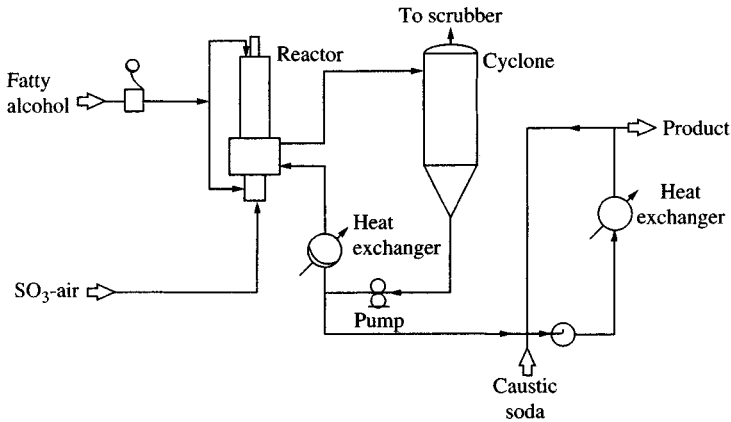 To scrubber
Reactor
Cyclone
Fatty
alcohol
Product
Heat
exchanger
Heat
exchanger
SO₃-air
Pump
Caustic
soda